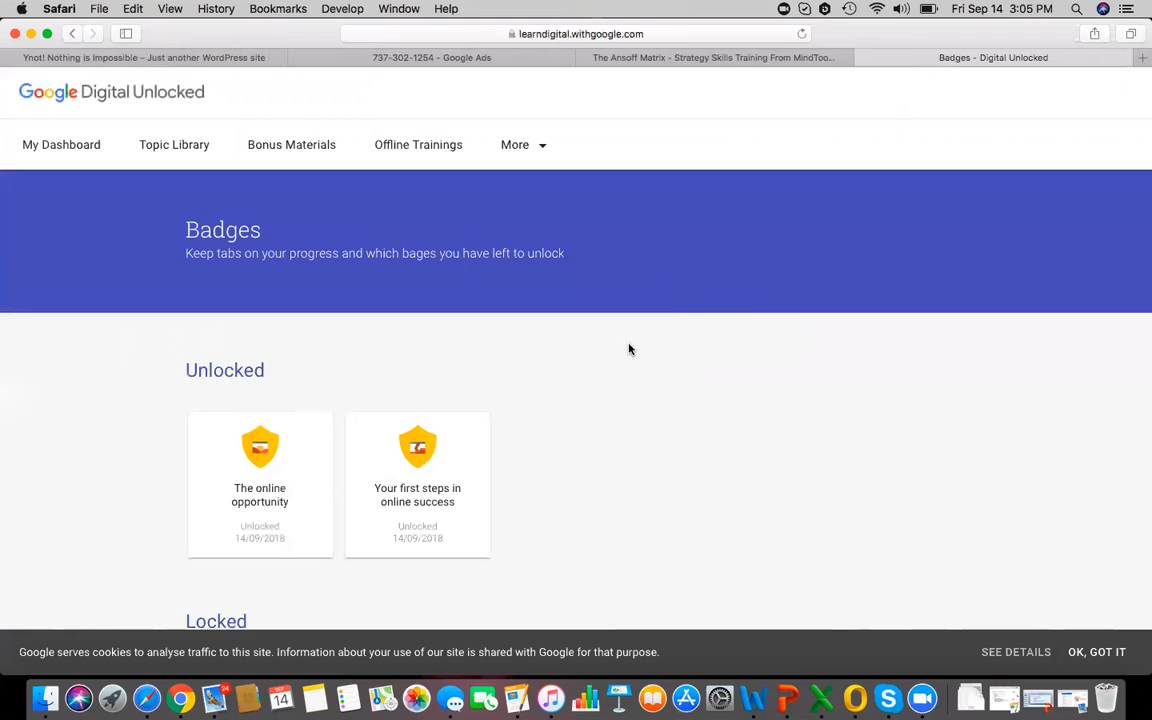 Safari File Edit View History Bookmarks Develop Window Help Fri Sep 14 3:05 PM
learndigital.withgoogle.com
Ynot! Nothing is Impossible – Just another WordPress site 737-302-1254 - Google Ads The Ansoff Matrix - Strategy Skills Training From MindToo... Badges - Digital Unlocked
Google Digital Unlocked
My Dashboard Topic Library Bonus Materials Offline Trainings More
Badges
Keep tabs on your progress and which bages you have left to unlock
Unlocked
The online
opportunity
Unlocked
14/09/2018
Your first steps in
online success
Unlocked
14/09/2018
Locked
Google serves cookies to analyse traffic to this site. Information about your use of our site is shared with Google for that purpose. SEE DETAILS OK, GOT IT
24
14